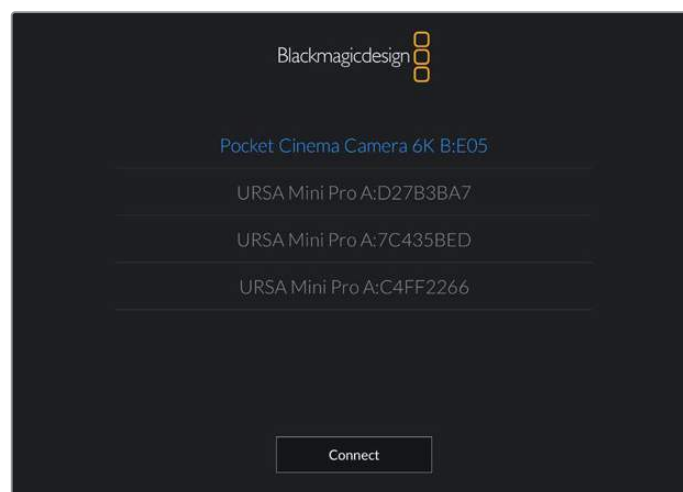 Blackmagicdesign
Pocket Cinema Camera 6K B:E05
URSA Mini Pro A:D27B3BA7
URSA Mini Pro A:7C435BED
URSA Mini Pro A:C4FF2266
Connect